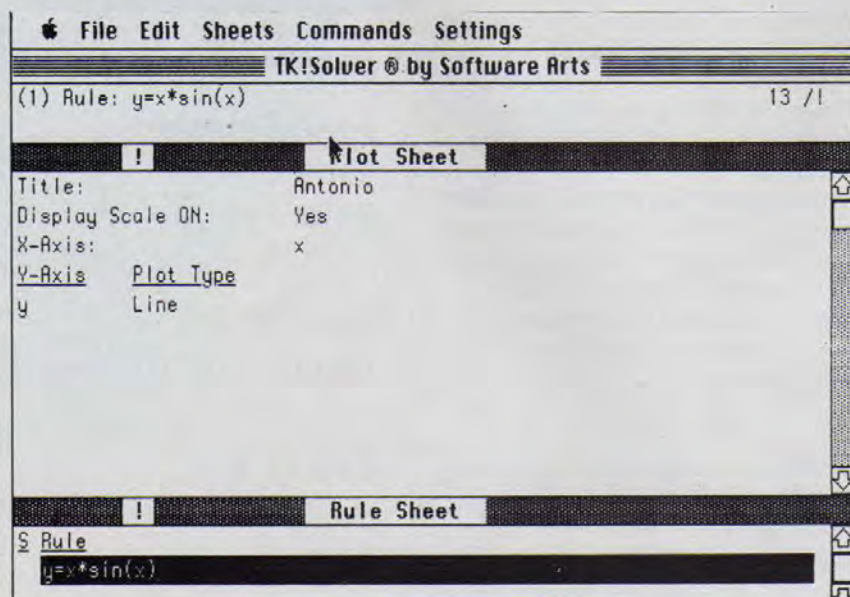 File Edit Sheets Commands Settings
TK!Solver ® by Software Arts
(1) Rule: y=x*sin(x) 13 /!
! Plot Sheet
Title: Antonio
Display Scale ON: Yes
X-Axis: x
Y-Axis Plot Type
y Line
! Rule Sheet
S Rule
y=x*sin(x)